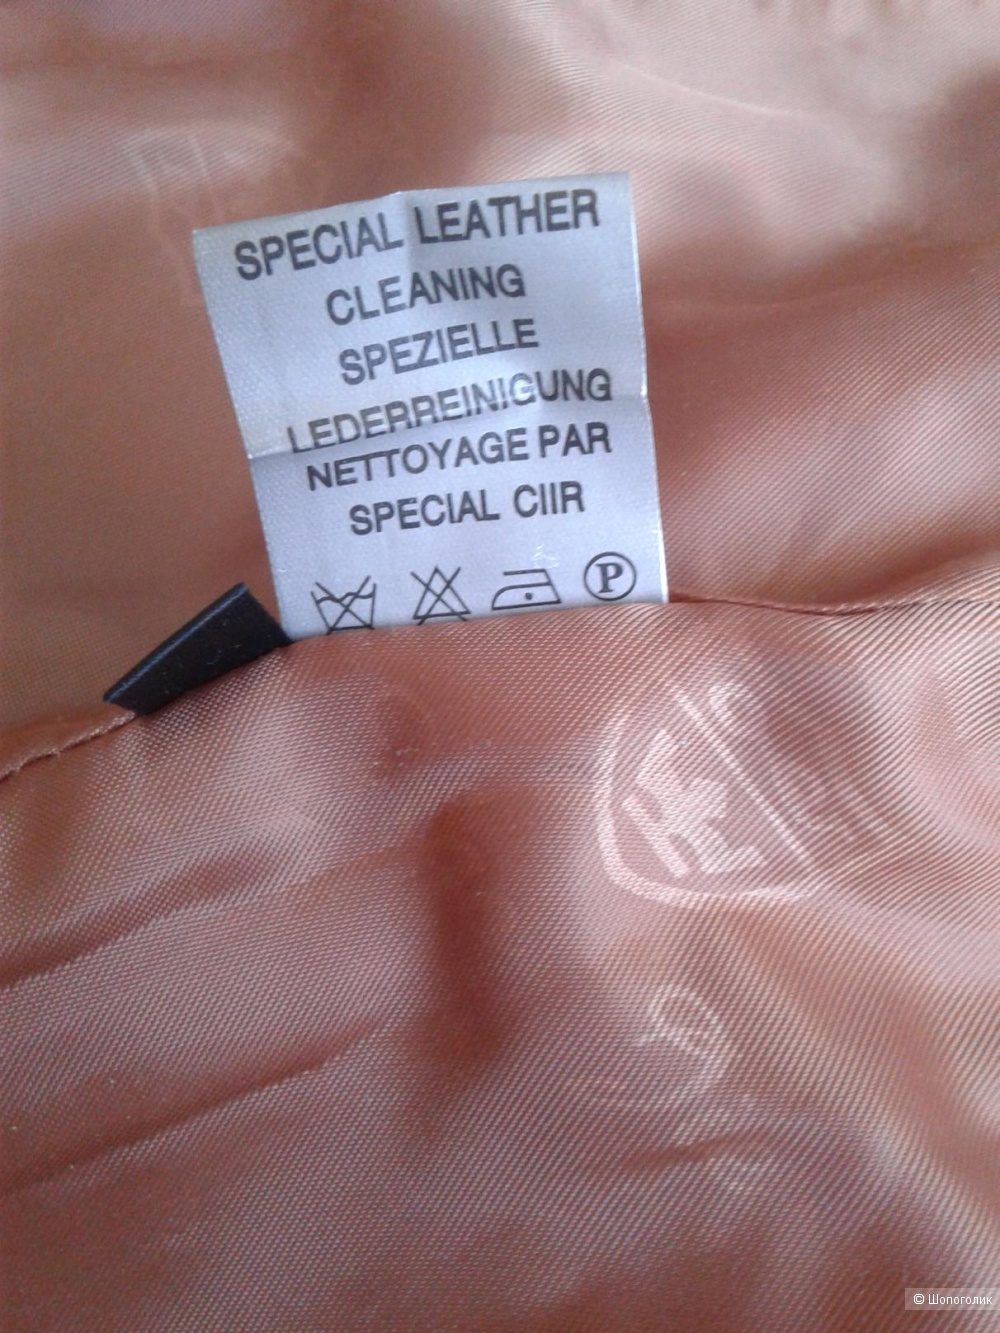 SPECIAL LEATHER
CLEANING
SPEZIELLE
LEDERREINIGUNG
NETTOYAGE PAR
SPECIAL CIIR
P
© Шопоголик